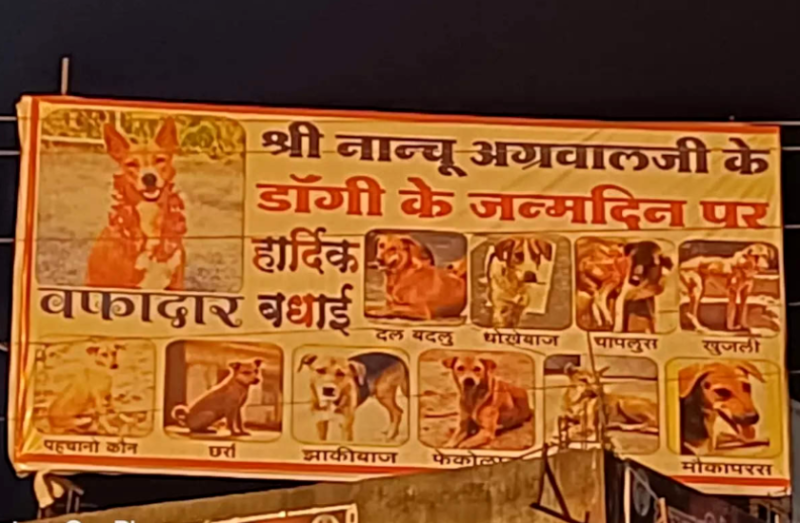 श्री नान्चू अग्रवालजी के
डॉगी के जन्मदिन पर
हार्दिक
बधाई
वफादार
दल बदलु धोखेबाज चापलुस खुजली
पहचानो कौन छर्रा झाकीबाज मौकापरस